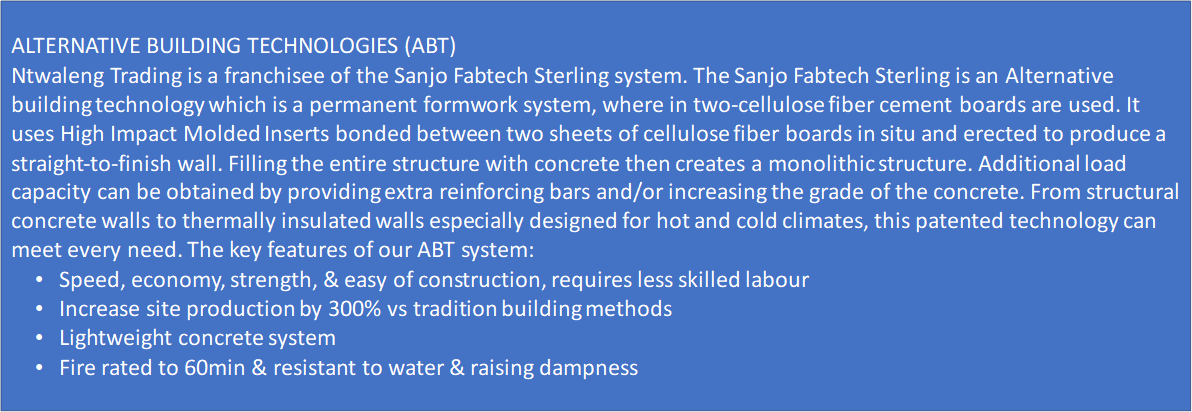 ALTERNATIVE BUILDING TECHNOLOGIES (ABT)
Ntwaleng Trading is a franchisee of the Sanjo Fabtech Sterling system. The Sanjo Fabtech Sterling is an Alternative
building technology which is a permanent formwork system, where in two-cellulose fiber cement boards are used. It
uses High Impact Molded Inserts bonded between two sheets of cellulose fiber boards in situ and erected to produce a
straight-to-finish wall. Filling the entire structure with concrete then creates a monolithic structure. Additional load
capacity can be obtained by providing extra reinforcing bars and/or increasing the grade of the concrete. From structural
concrete walls to thermally insulated walls especially designed for hot and cold climates, this patented technology can
meet every need. The key features of our ABT system:
• Speed, economy, strength, & easy of construction, requires less skilled labour
• Increase site production by 300% vs tradition building methods
• Lightweight concrete system
• Fire rated to 60min & resistant to water & raising dampness